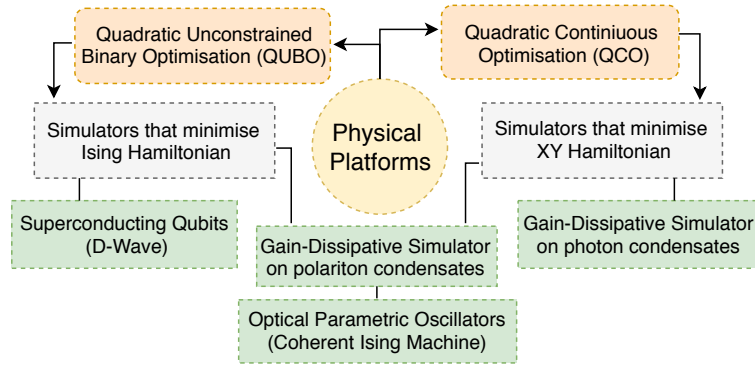 Quadratic Unconstrained
Binary Optimisation (QUBO)
Quadratic Continiuous
Optimisation (QCO)
Physical
Platforms
Simulators that minimise
Ising Hamiltonian
Simulators that minimise
XY Hamiltonian
Superconducting Qubits
(D-Wave)
Gain-Dissipative Simulator
on polariton condensates
Gain-Dissipative Simulator
on photon condensates
Optical Parametric Oscillators
(Coherent Ising Machine)